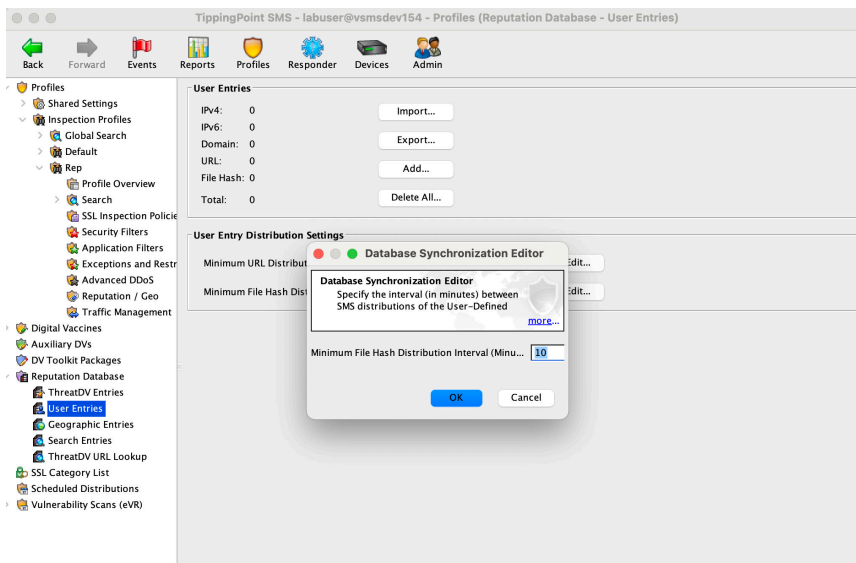 TippingPoint SMS - labuser@vsmsdev154 - Profiles (Reputation Database - User Entries)
Back Forward Events Reports Profiles Responder Devices Admin
Profiles
Shared Settings
Inspection Profiles
Global Search
Default
Rep
Profile Overview
Search
SSL Inspection Policie
Security Filters
Application Filters
Exceptions and Restr
Advanced DDoS
Reputation / Geo
Traffic Management
Digital Vaccines
Auxiliary DVs
DV Toolkit Packages
Reputation Database
ThreatDV Entries
User Entries
Geographic Entries
Search Entries
ThreatDV URL Lookup
SSL Category List
Scheduled Distributions
Vulnerability Scans (eVR)
User Entries
IPv4: 0
IPv6: 0
Domain: 0
URL: 0
File Hash: 0
Total: 0
Import...
Export...
Add...
Delete All...
User Entry Distribution Settings
Minimum URL Distribut
Edit...
Minimum File Hash Dist
Edit...
Database Synchronization Editor
Database Synchronization Editor
Specify the interval (in minutes) between
SMS distributions of the User-Defined
more...
Minimum File Hash Distribution Interval (Minu... 10
OK Cancel